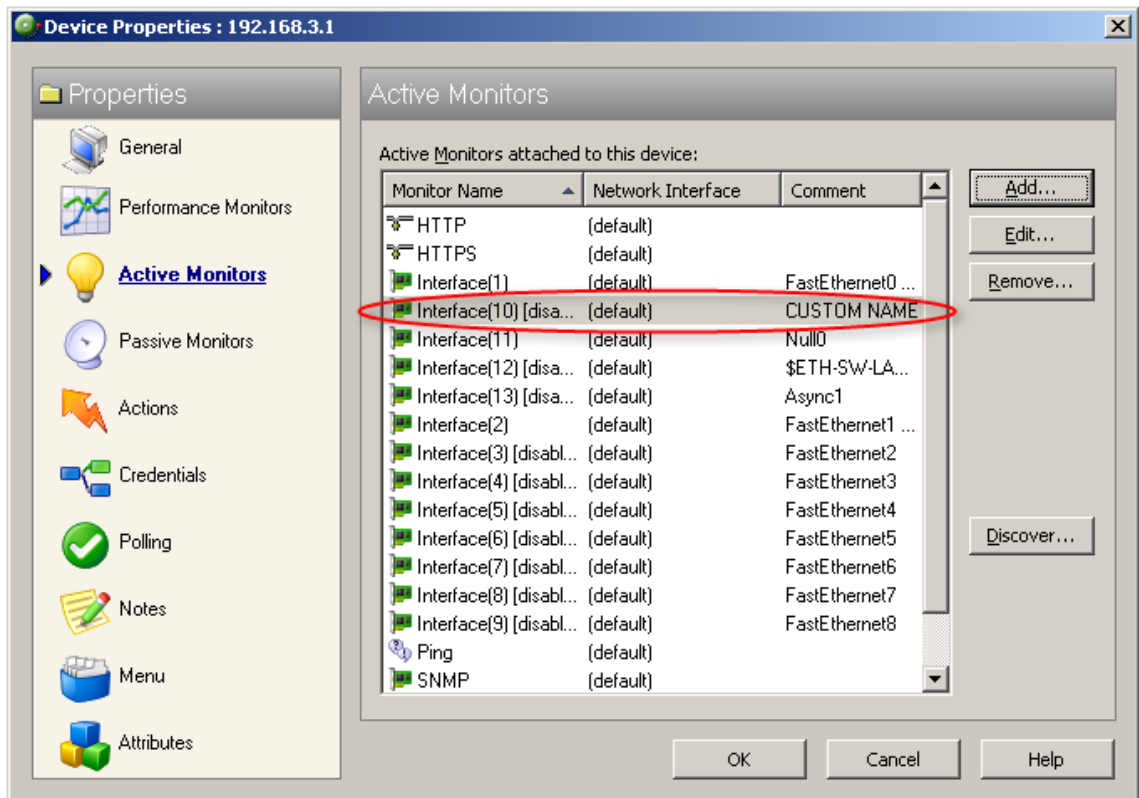 Device Properties : 192.168.3.1
Properties
General
Performance Monitors
Active Monitors
Passive Monitors
Actions
Credentials
Polling
Notes
Menu
Attributes
Active Monitors
Active Monitors attached to this device:
Monitor Name Network Interface Comment
HTTP (default)
HTTPS (default)
Interface(1) (default) FastEthernet0 ...
Interface(10) [disa... (default) CUSTOM NAME
Interface(11) (default) Null0
Interface(12) [disa... (default) $ETH-SW-LA...
Interface(13) [disa... (default) Async1
Interface(2) (default) FastEthernet1 ...
Interface(3) [disabl... (default) FastEthernet2
Interface(4) [disabl... (default) FastEthernet3
Interface(5) [disabl... (default) FastEthernet4
Interface(6) [disabl... (default) FastEthernet5
Interface(7) [disabl... (default) FastEthernet6
Interface(8) [disabl... (default) FastEthernet7
Interface(9) [disabl... (default) FastEthernet8
Ping (default)
SNMP (default)
Add...
Edit...
Remove...
Discover...
OK Cancel Help